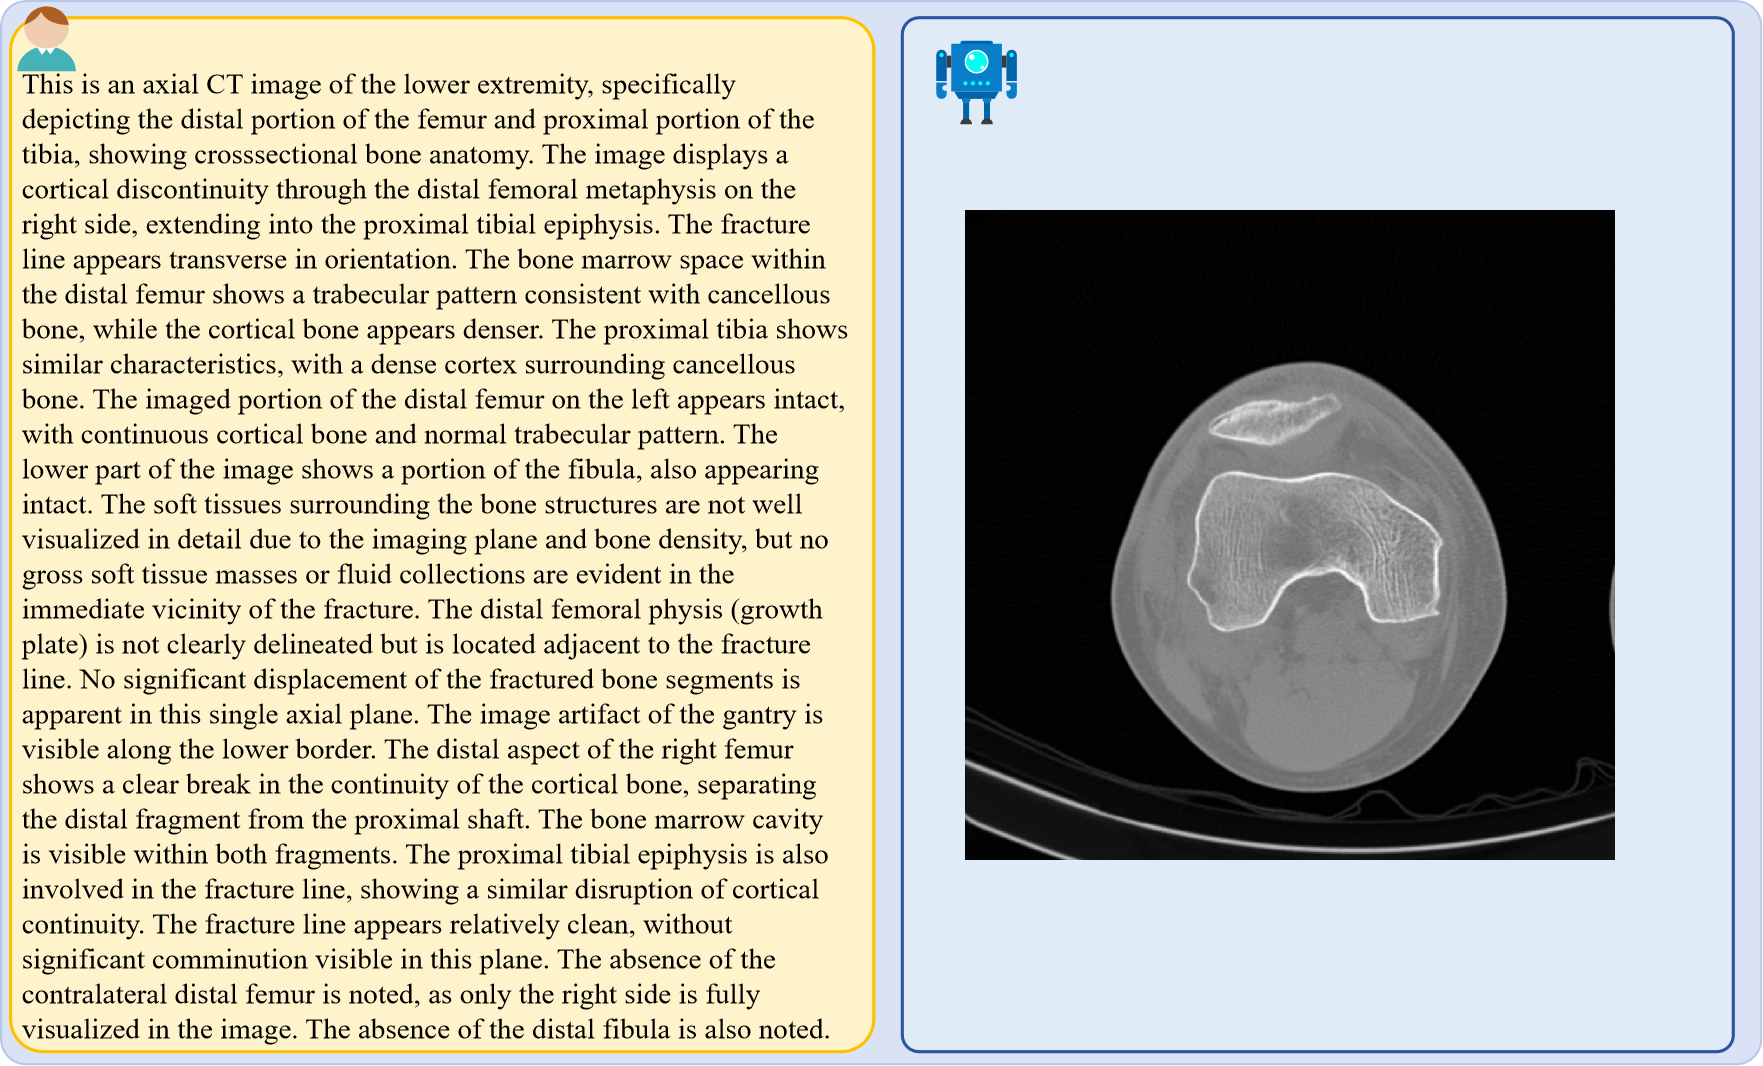 This is an axial CT image of the lower extremity, specifically
depicting the distal portion of the femur and proximal portion of the
tibia, showing crosssectional bone anatomy. The image displays a
cortical discontinuity through the distal femoral metaphysis on the
right side, extending into the proximal tibial epiphysis. The fracture
line appears transverse in orientation. The bone marrow space within
the distal femur shows a trabecular pattern consistent with cancellous
bone, while the cortical bone appears denser. The proximal tibia shows
similar characteristics, with a dense cortex surrounding cancellous
bone. The imaged portion of the distal femur on the left appears intact,
with continuous cortical bone and normal trabecular pattern. The
lower part of the image shows a portion of the fibula, also appearing
intact. The soft tissues surrounding the bone structures are not well
visualized in detail due to the imaging plane and bone density, but no
gross soft tissue masses or fluid collections are evident in the
immediate vicinity of the fracture. The distal femoral physis (growth
plate) is not clearly delineated but is located adjacent to the fracture
line. No significant displacement of the fractured bone segments is
apparent in this single axial plane. The image artifact of the gantry is
visible along the lower border. The distal aspect of the right femur
shows a clear break in the continuity of the cortical bone, separating
the distal fragment from the proximal shaft. The bone marrow cavity
is visible within both fragments. The proximal tibial epiphysis is also
involved in the fracture line, showing a similar disruption of cortical
continuity. The fracture line appears relatively clean, without
significant comminution visible in this plane. The absence of the
contralateral distal femur is noted, as only the right side is fully
visualized in the image. The absence of the distal fibula is also noted.